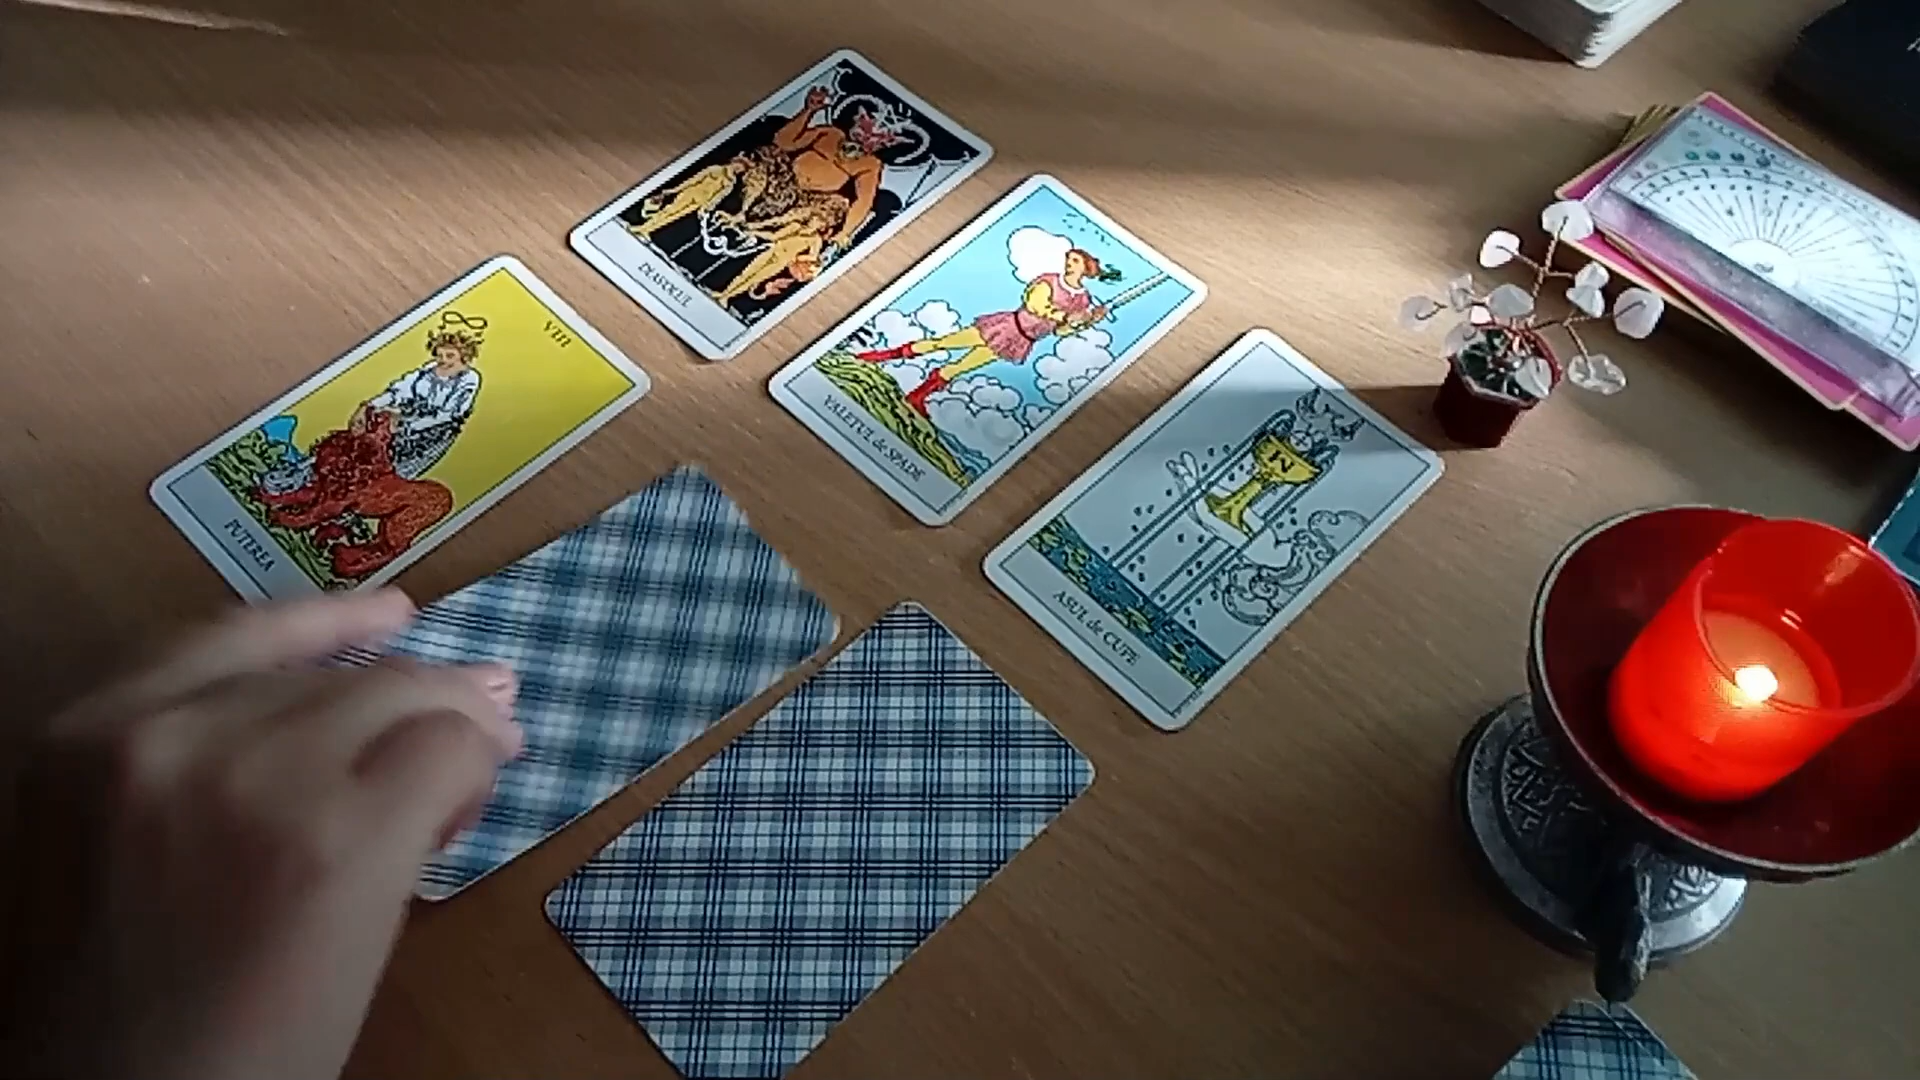 DIAVOLUL
VIII
VALETUL de SPADE
PUTEREA
M
ASUL de CUPE